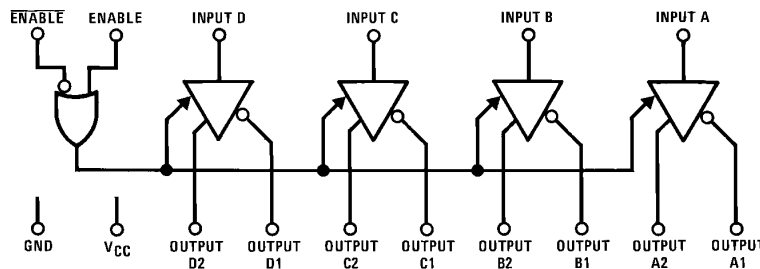 ENABLE ENABLE INPUT D INPUT C INPUT B INPUT A
GND VCC OUTPUT OUTPUT OUTPUT OUTPUT OUTPUT OUTPUT OUTPUT OUTPUT
D2 D1 C2 C1 B2 B1 A2 A1